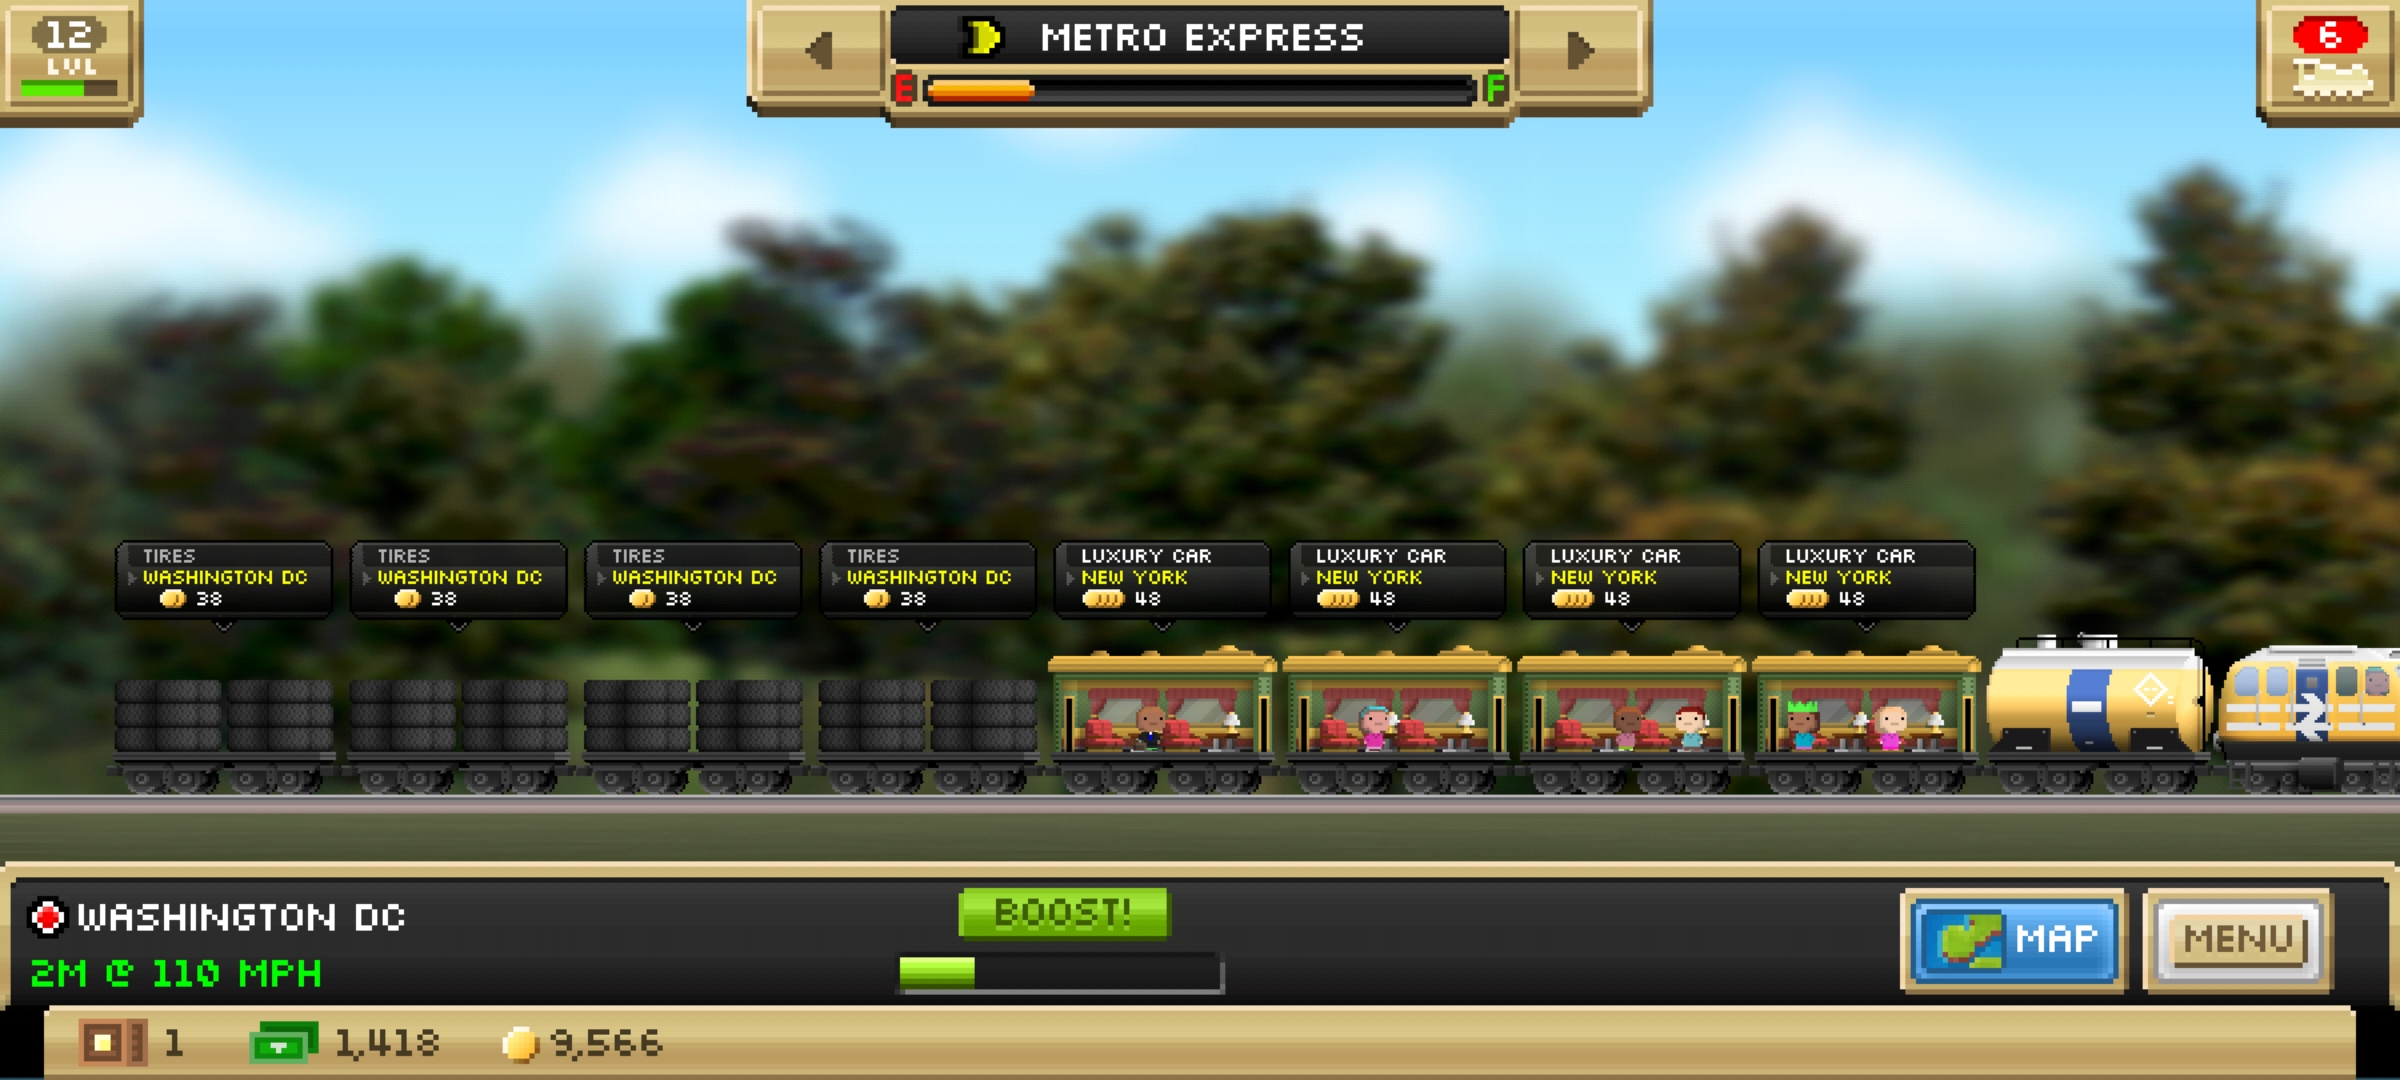 12
LVL
METRO EXPRESS
E
F
6
TIRES
WASHINGTON DC
38
TIRES
WASHINGTON DC
38
TIRES
WASHINGTON DC
38
TIRES
WASHINGTON DC
38
LUXURY CAR
NEW YORK
48
LUXURY CAR
NEW YORK
48
LUXURY CAR
NEW YORK
48
LUXURY CAR
NEW YORK
48
WASHINGTON DC
2M @ 110 MPH
BOOST!
MAP
MENU
1
1,418
9,566